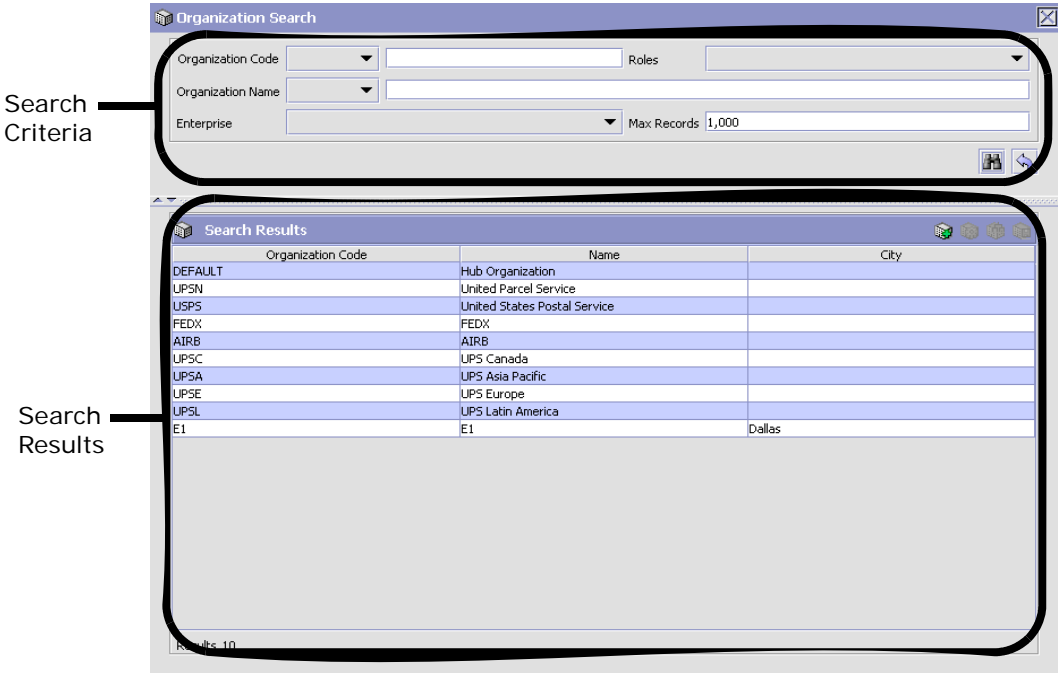 Organization Search
Organization Code Roles
Organization Name
Enterprise Max Records 1,000
Search Criteria
Search Results
Organization Code Name City
DEFAULT Hub Organization
UPSN United Parcel Service
USPS United States Postal Service
FEDX FEDX
AIRB AIRB
UPSC UPS Canada
UPSA UPS Asia Pacific
UPSE UPS Europe
UPSL UPS Latin America
E1 E1 Dallas
Search Results
Results 10